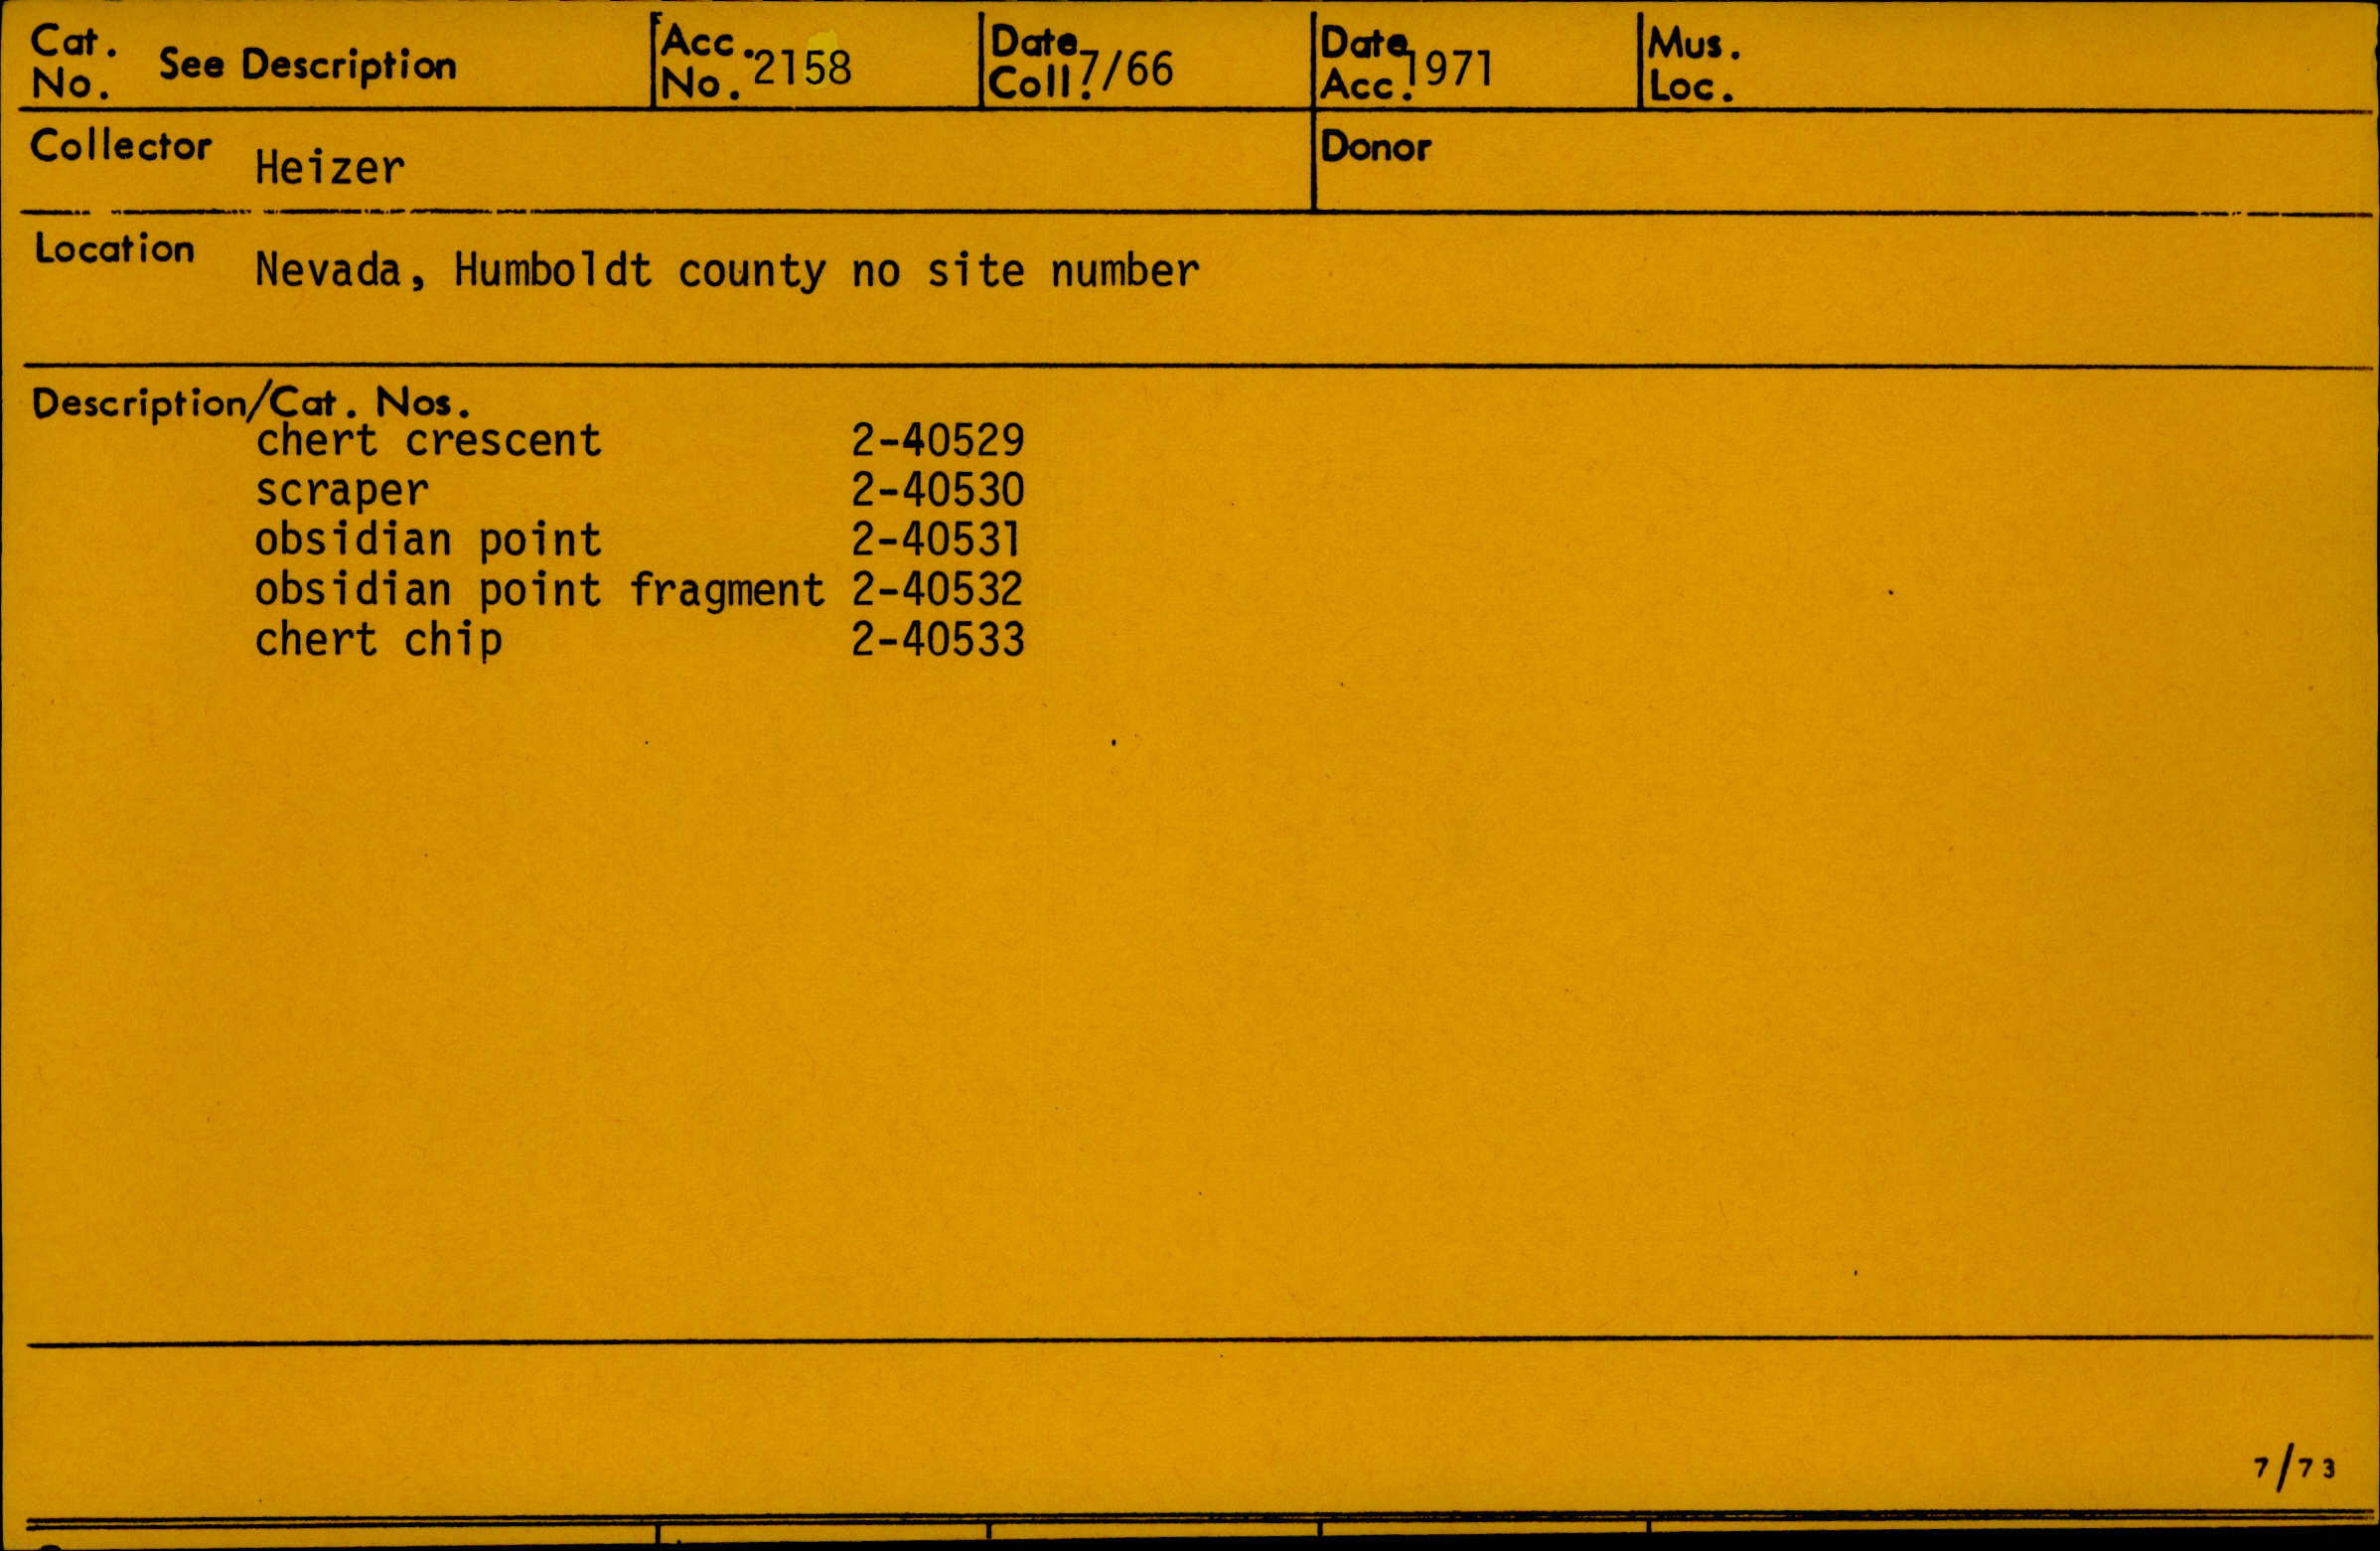 Cat. No. See Description Acc. No. 2158 Date Coll. 7/66 Date Acc. 1971 Mus. Loc.
Collector Heizer Donor
Location Nevada, Humboldt county no site number
Description/Cat. Nos.
chert crescent 2-40529
scraper 2-40530
obsidian point 2-40531
obsidian point fragment 2-40532
chert chip 2-40533
7/73